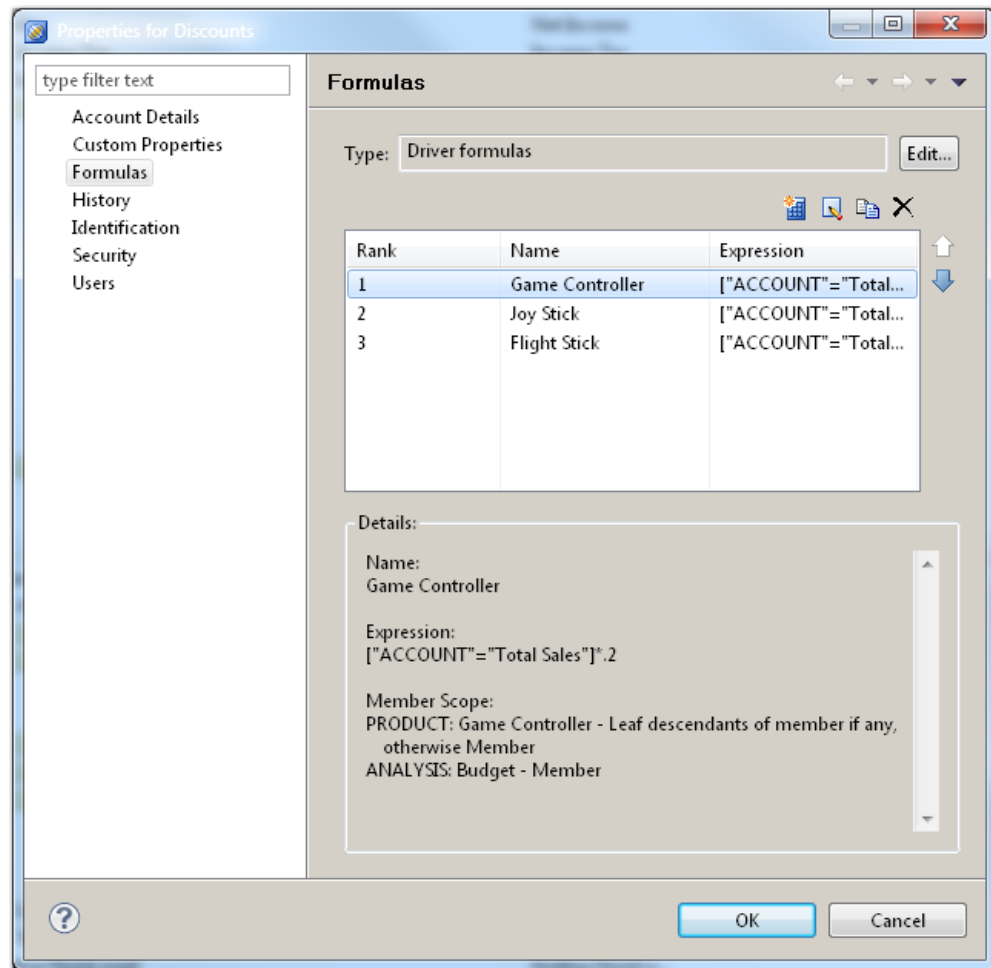 Properties for Discounts
type filter text
Account Details
Custom Properties
Formulas
History
Identification
Security
Users
Formulas
Type: Driver formulas Edit...
Rank Name Expression
1 Game Controller ["ACCOUNT"="Total...
2 Joy Stick ["ACCOUNT"="Total...
3 Flight Stick ["ACCOUNT"="Total...
Details:
Name:
Game Controller
Expression:
["ACCOUNT"="Total Sales"]*.2
Member Scope:
PRODUCT: Game Controller - Leaf descendants of member if any,
otherwise Member
ANALYSIS: Budget - Member
OK Cancel